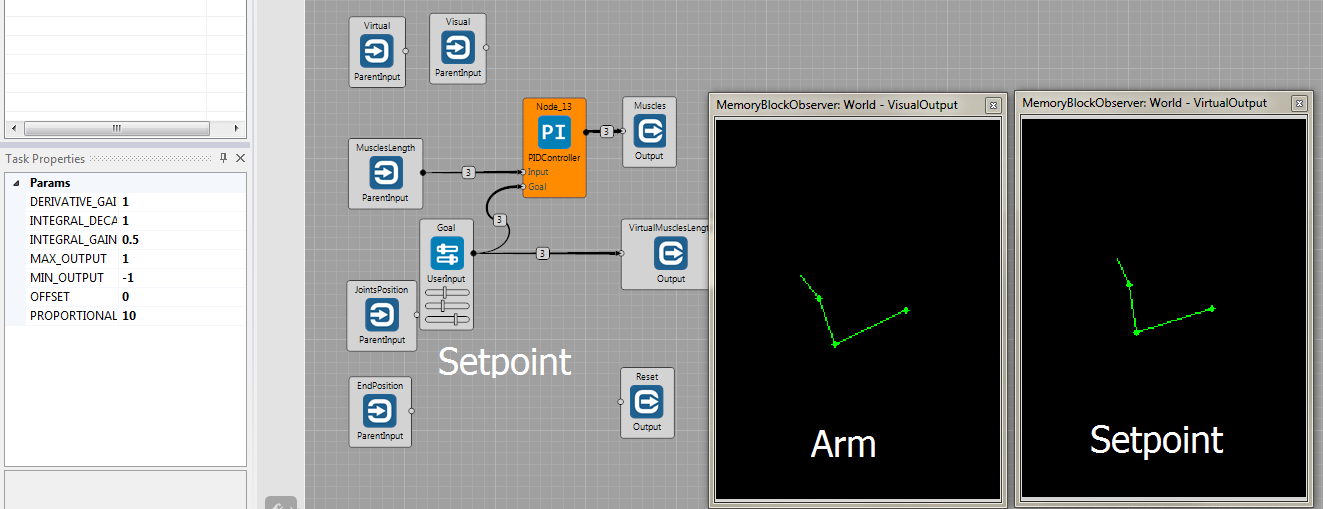 Task Properties
Params
DERIVATIVE_GAI 1
INTEGRAL_DECA 1
INTEGRAL_GAIN 0.5
MAX_OUTPUT 1
MIN_OUTPUT -1
OFFSET 0
PROPORTIONAL 10
Virtual
ParentInput
Visual
ParentInput
Node_13
PI
PIDController
Input
Goal
Muscles
Output
3
MusclesLength
ParentInput
3
3
Goal
UserInput
3
VirtualMusclesLengt
Output
JointsPosition
ParentInput
Setpoint
EndPosition
ParentInput
Reset
Output
MemoryBlockObserver: World - VisualOutput
Arm
MemoryBlockObserver: World - VirtualOutput
Setpoint